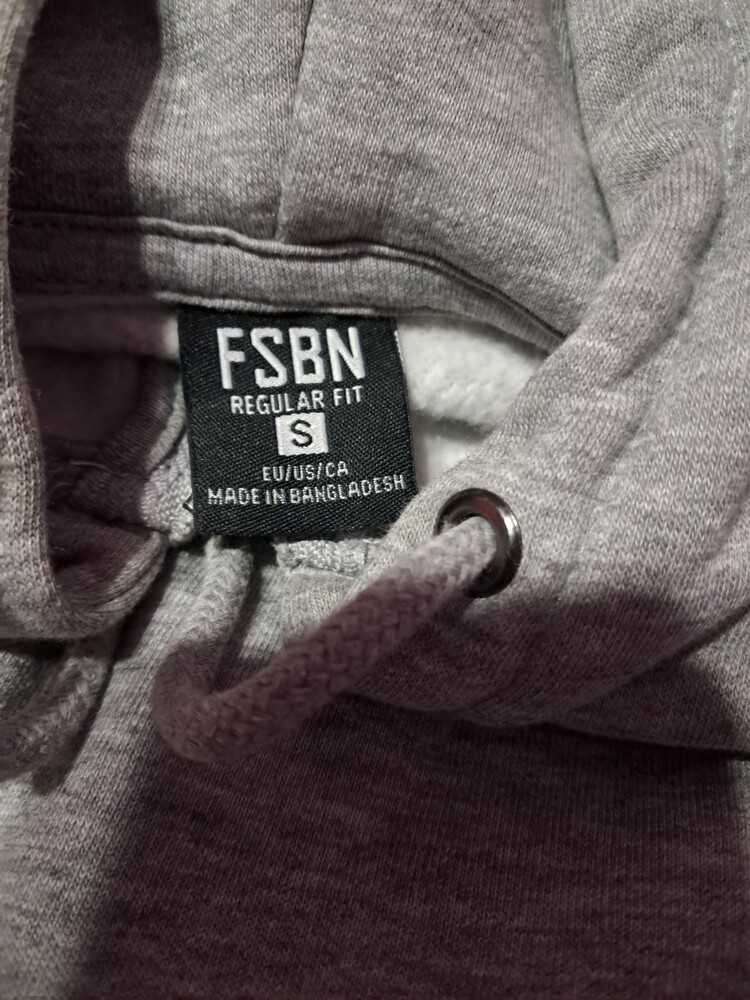 FSBN
REGULAR FIT
S
EU/US/CA
MADE IN BANGLADESH